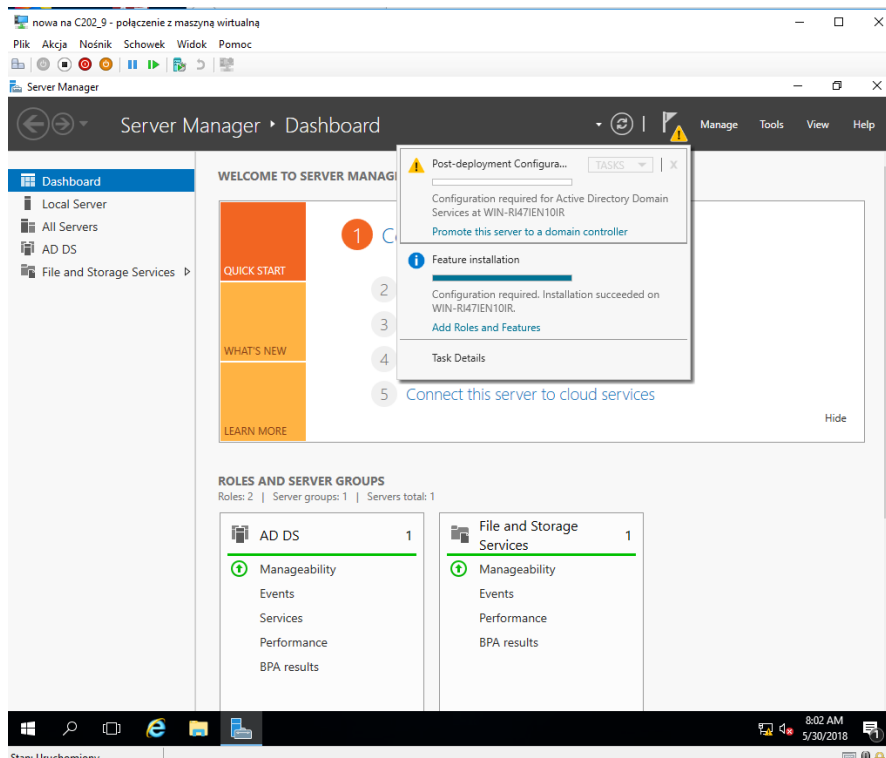 nowa na C202_9 - połączenie z maszyną wirtualną
Plik Akcja Nośnik Schowek Widok Pomoc
Server Manager
Server Manager Dashboard
Manage Tools View Help
Dashboard
Local Server
All Servers
AD DS
File and Storage Services
WELCOME TO SERVER MANAG
QUICK START
WHAT'S NEW
LEARN MORE
1
2
3
4
5 Connect this server to cloud services
Hide
Post-deployment Configura... TASKS X
Configuration required for Active Directory Domain
Services at WIN-RI47IEN10IR
Promote this server to a domain controller
Feature installation
Configuration required. Installation succeeded on
WIN-RI47IEN10IR.
Add Roles and Features
Task Details
ROLES AND SERVER GROUPS
Roles: 2 | Server groups: 1 | Servers total: 1
AD DS 1
Manageability
Events
Services
Performance
BPA results
File and Storage
Services 1
Manageability
Events
Performance
BPA results
8:02 AM
5/30/2018
1